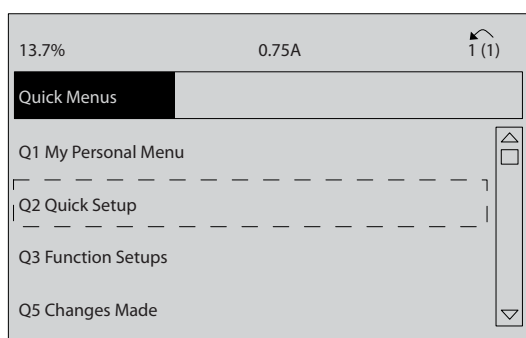 13.7% 0.75A 1 (1)
Quick Menus
Q1 My Personal Menu
Q2 Quick Setup
Q3 Function Setups
Q5 Changes Made